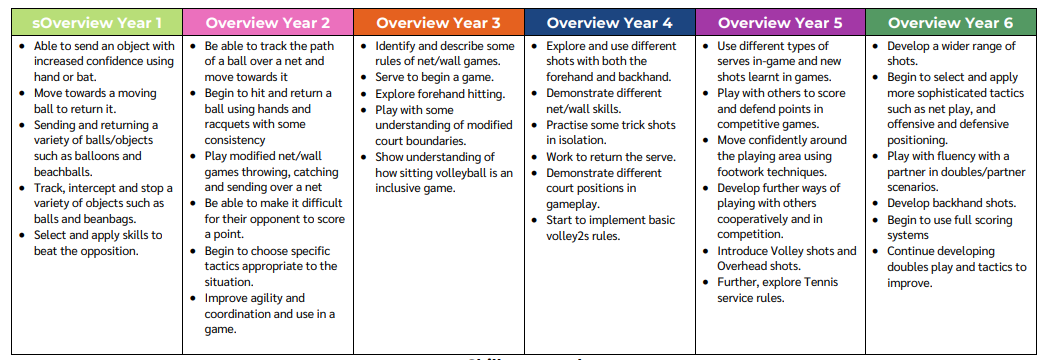 sOverview Year 1
• Able to send an object with
increased confidence using
hand or bat.
• Move towards a moving
ball to return it.
• Sending and returning a
variety of balls/objects
such as balloons and
beachballs.
• Track, intercept and stop a
variety of objects such as
balls and beanbags.
• Select and apply skills to
beat the opposition.
Overview Year 2
• Be able to track the path
of a ball over a net and
move towards it
• Begin to hit and return a
ball using hands and
racquets with some
consistency
• Play modified net/wall
games throwing, catching
and sending over a net
• Be able to make it difficult
for their opponent to score
a point.
• Begin to choose specific
tactics appropriate to the
situation.
• Improve agility and
coordination and use in a
game.
Overview Year 3
• Identify and describe some
rules of net/wall games.
• Serve to begin a game.
• Explore forehand hitting.
• Play with some
understanding of modified
court boundaries.
• Show understanding of
how sitting volleyball is an
inclusive game.
Overview Year 4
• Explore and use different
shots with both the
forehand and backhand.
• Demonstrate different
net/wall skills.
• Practise some trick shots
in isolation.
• Work to return the serve.
• Demonstrate different
court positions in
gameplay.
• Start to implement basic
volley2s rules.
Overview Year 5
• Use different types of
serves in-game and new
shots learnt in games.
• Play with others to score
and defend points in
competitive games.
• Move confidently around
the playing area using
footwork techniques.
• Develop further ways of
playing with others
cooperatively and in
competition.
• Introduce Volley shots and
Overhead shots.
• Further, explore Tennis
service rules.
Overview Year 6
• Develop a wider range of
shots.
• Begin to select and apply
more sophisticated tactics
such as net play, and
offensive and defensive
positioning.
• Play with fluency with a
partner in doubles/partner
scenarios.
• Develop backhand shots.
• Begin to use full scoring
systems
• Continue developing
doubles play and tactics to
improve.